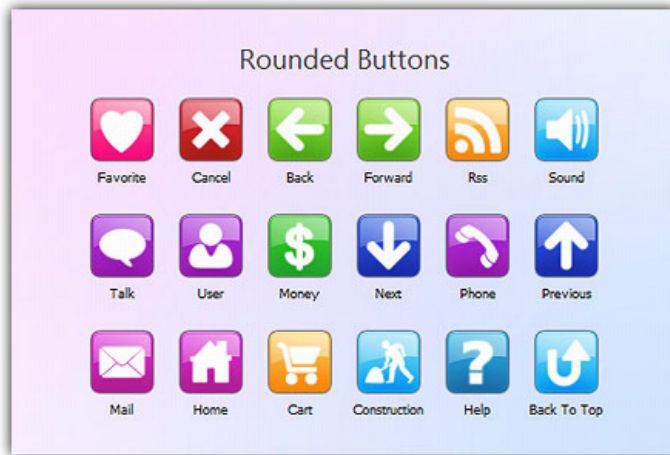 Rounded Buttons
Favorite Cancel Back Forward Rss Sound
Talk User Money Next Phone Previous
Mail Home Cart Construction Help Back To Top